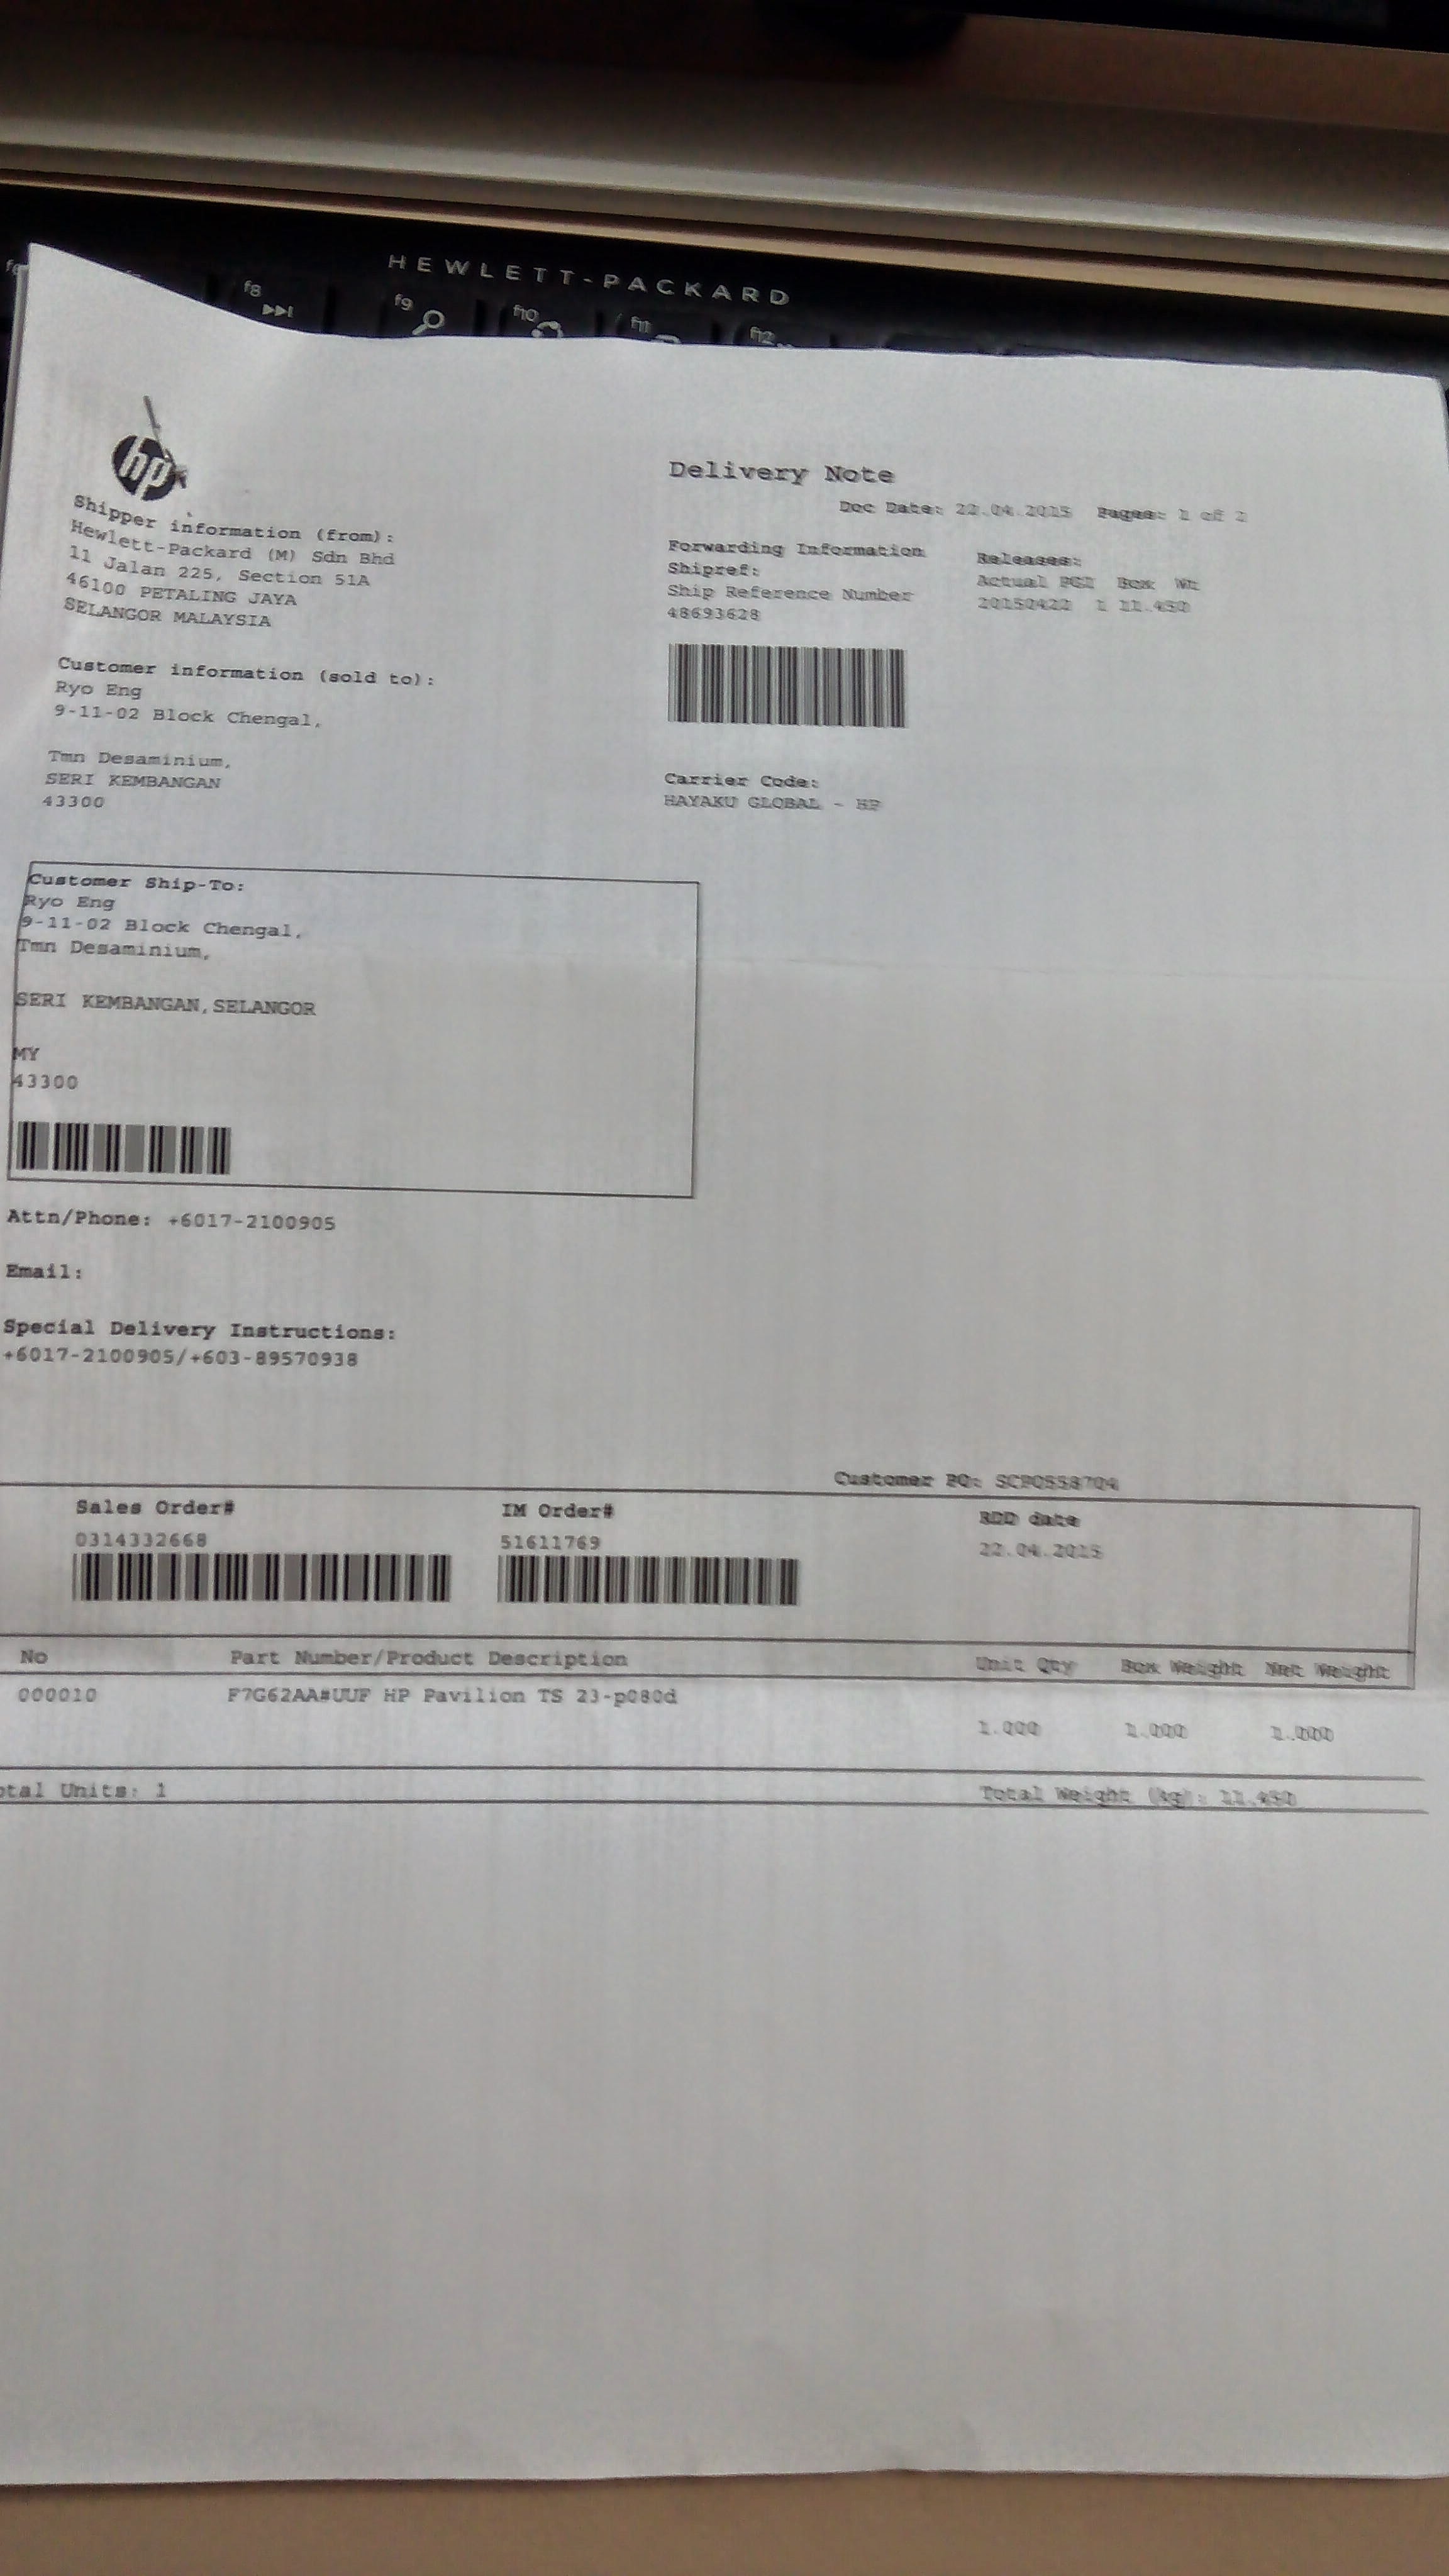 HEWLETT-PACKARD
f8
f9
f10
f11
f12
hp
Delivery Note
Doc Date: 22.04.2015 Pages: 1 of
Shipper information (from):
Hewlett-Packard (M) Sdn Bhd
11 Jalan 225, Section 51A
46100 PETALING JAYA
SELANGOR MALAYSIA
Forwarding Information
Shipref:
Ship Reference Number
48693628
Releases:
Actual PGI Box Wt
20150422 1 11.450
Customer information (sold to):
Ryo Eng
9-11-02 Block Chengal,
Tmn Desaminium,
SERI KEMBANGAN
43300
Carrier Code:
HAYAKU GLOBAL - HP
Customer Ship-To:
Ryo Eng
9-11-02 Block Chengal,
Tmn Desaminium,
SERI KEMBANGAN,SELANGOR
MY
43300
Attn/Phone: +6017-2100905
Email:
Special Delivery Instructions:
+6017-2100905/+603-89570938
Customer PO: SCPO558704
Sales Order# IM Order# RDD date
0314332668 51611769 22.04.2015
No Part Number/Product Description Unit Qty Box Weight Net Weight
000010 F7G62AA#UUF HP Pavilion TS 23-p080d
1.000 1.000 1.000
otal Units: 1 Total Weight (kg): 11.450